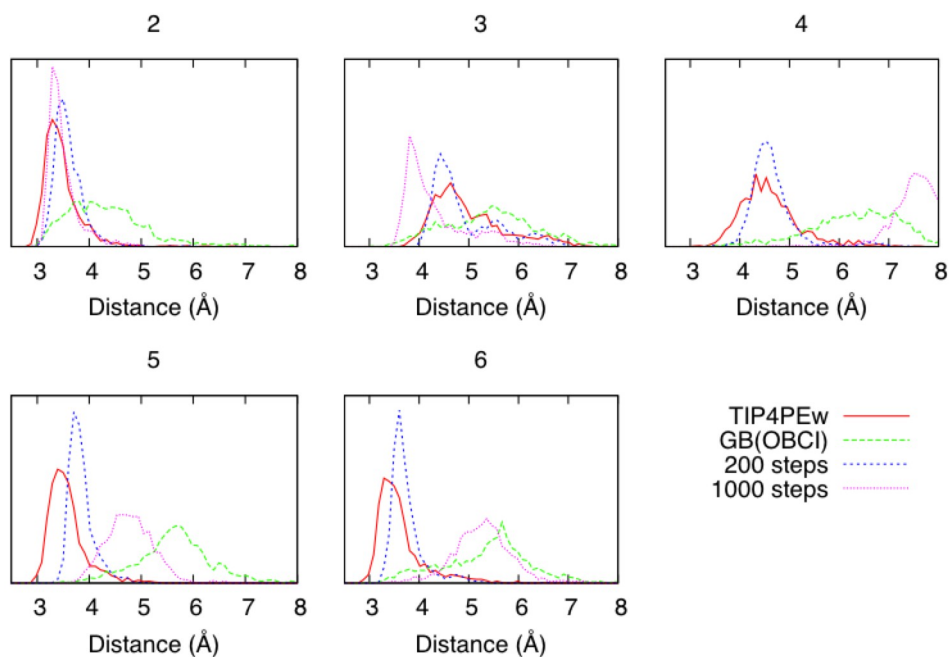 2 3 4
3 4 5 6 7 8 3 4 5 6 7 8 3 4 5 6 7 8
Distance (Å) Distance (Å) Distance (Å)
5 6
TIP4PEw
GB(OBCI)
200 steps
1000 steps
3 4 5 6 7 8 3 4 5 6 7 8
Distance (Å) Distance (Å)